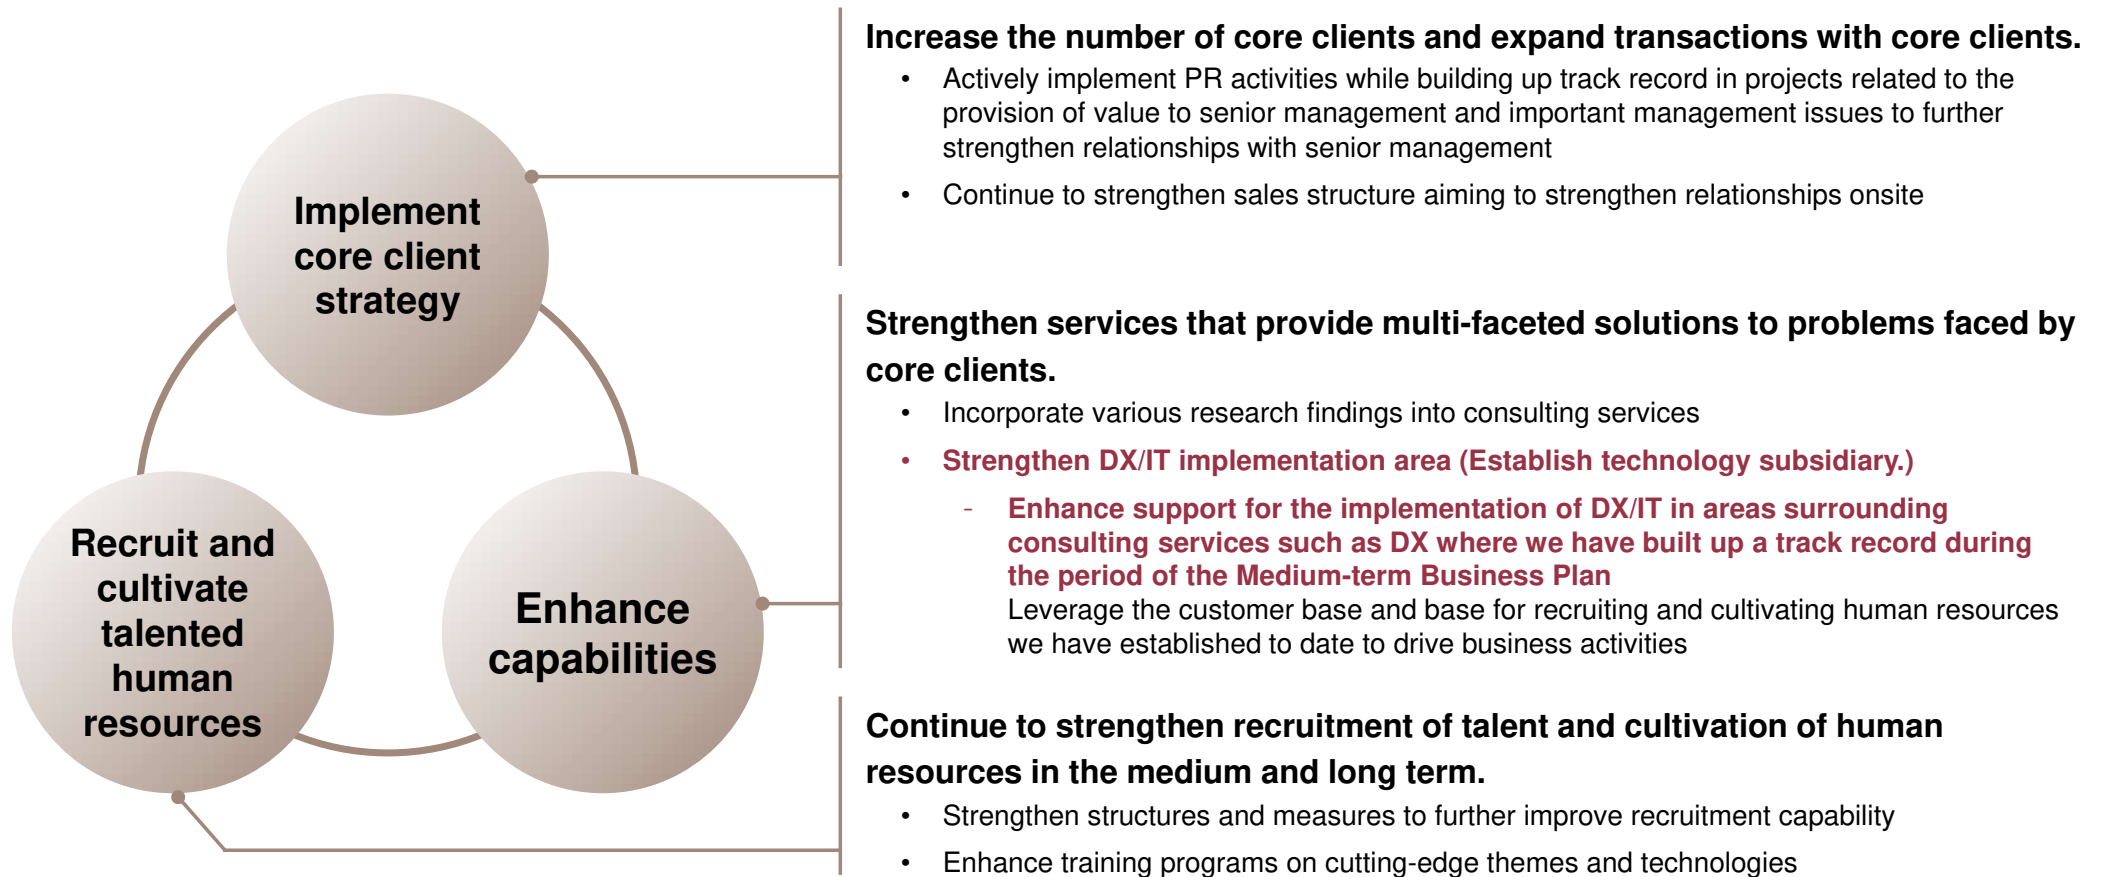 Implement
core client
strategy
Recruit and
cultivate
talented
human
resources
Enhance
capabilities
Increase the number of core clients and expand transactions with core clients.
• Actively implement PR activities while building up track record in projects related to the
provision of value to senior management and important management issues to further
strengthen relationships with senior management
• Continue to strengthen sales structure aiming to strengthen relationships onsite
Strengthen services that provide multi-faceted solutions to problems faced by
core clients.
• Incorporate various research findings into consulting services
• Strengthen DX/IT implementation area (Establish technology subsidiary.)
- Enhance support for the implementation of DX/IT in areas surrounding
consulting services such as DX where we have built up a track record during
the period of the Medium-term Business Plan
Leverage the customer base and base for recruiting and cultivating human resources
we have established to date to drive business activities
Continue to strengthen recruitment of talent and cultivation of human
resources in the medium and long term.
• Strengthen structures and measures to further improve recruitment capability
• Enhance training programs on cutting-edge themes and technologies